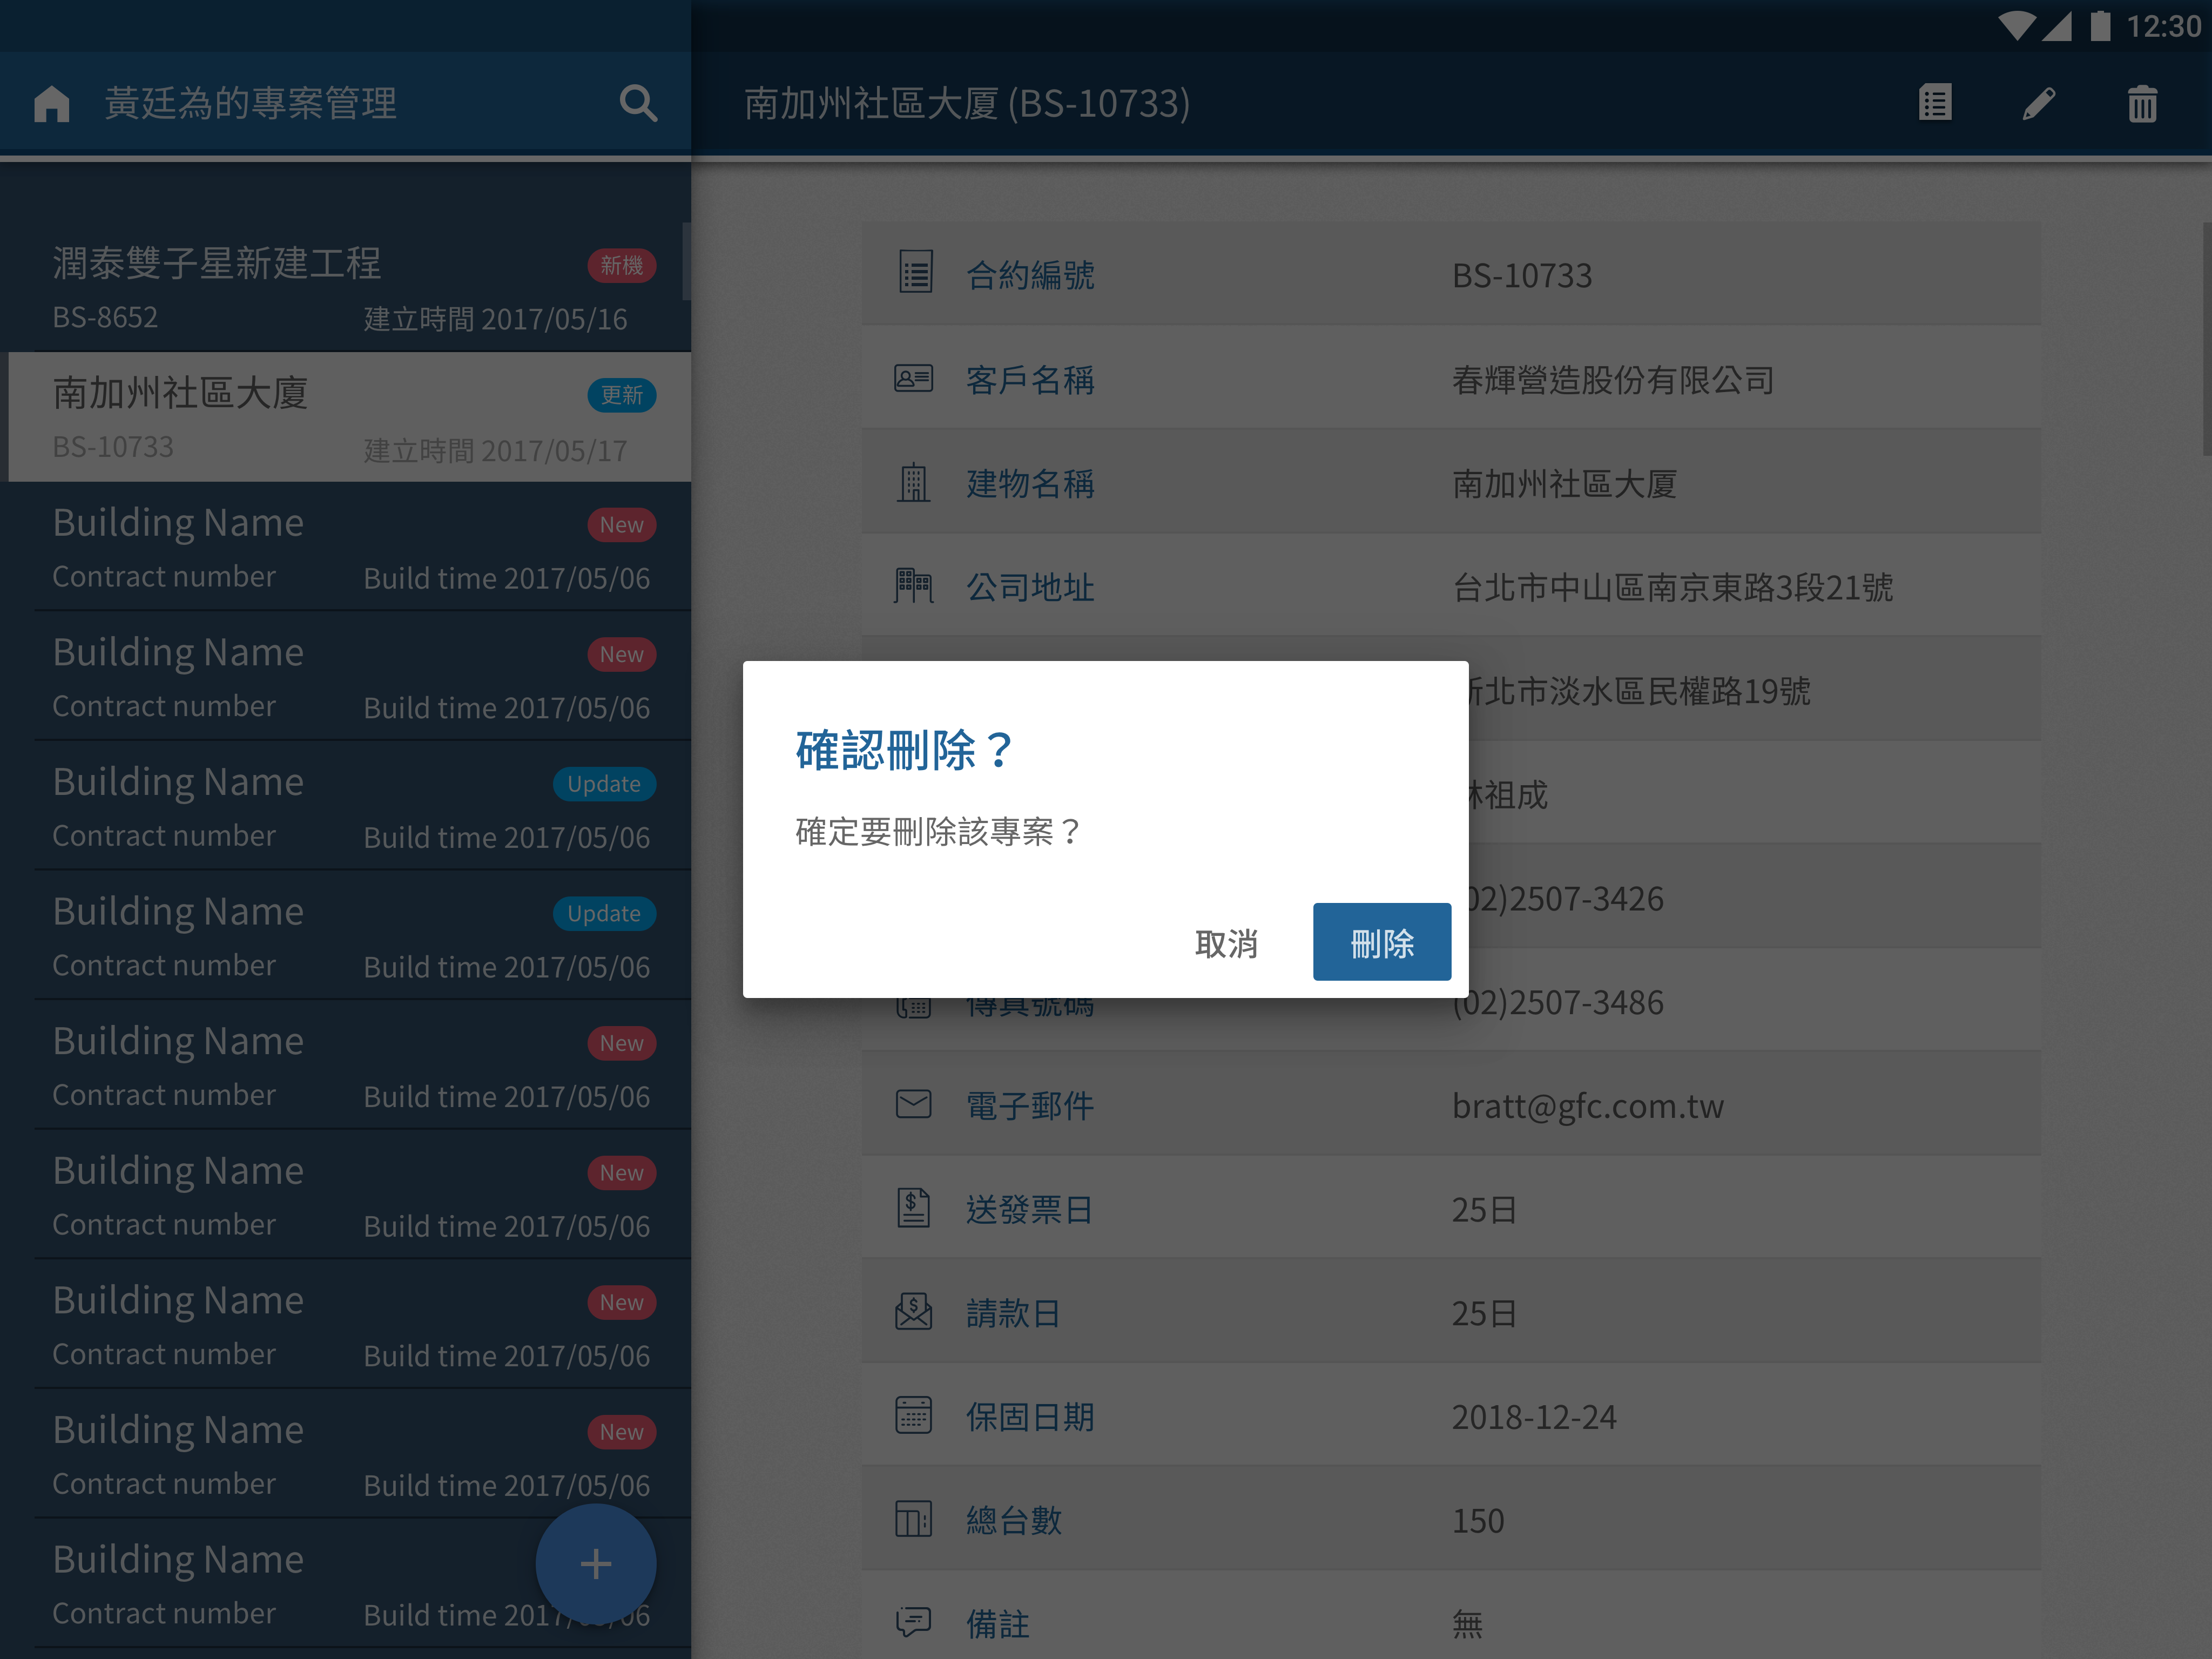 12:30
黃廷為的專案管理
南加州社區大厦 (BS-10733)
潤泰雙子星新建工程
新機
BS-8652
建立時間 2017/05/16
南加州社區大廈
更新
BS-10733
建立時間 2017/05/17
Building Name
New
Contract number
Build time 2017/05/06
Building Name
New
Contract number
Build time 2017/05/06
Building Name
Update
Contract number
Build time 2017/05/06
Building Name
Update
Contract number
Build time 2017/05/06
Building Name
New
Contract number
Build time 2017/05/06
Building Name
New
Contract number
Build time 2017/05/06
Building Name
New
Contract number
Build time 2017/05/06
Building Name
New
Contract number
Build time 2017/05/06
Building Name
Contract number
Build time 2017/05/06
合約編號
BS-10733
客戶名稱
春輝營造股份有限公司
建物名稱
南加州社區大厦
公司地址
台北市中山區南京東路3段21號
北市淡水區民權路19號
祖成
02)2507-3426
傳真號碼
(02)2507-3486
電子郵件
bratt@gfc.com.tw
送發票日
25日
請款日
25日
保固日期
2018-12-24
總台數
150
備註
無
確認刪除？
確定要刪除該專案？
取消
刪除